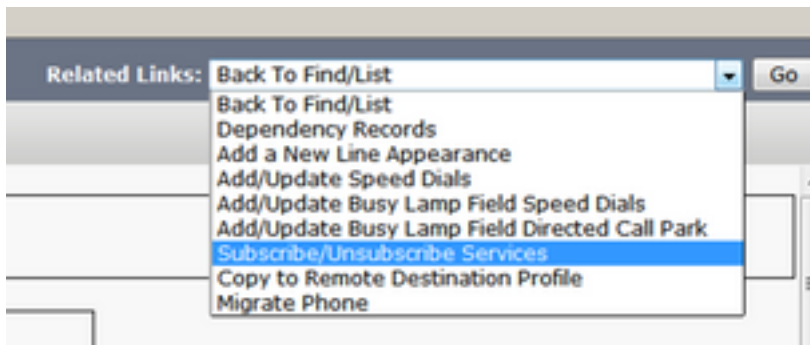 Related Links: Back To Find/List Go
Back To Find/List
Dependency Records
Add a New Line Appearance
Add/Update Speed Dials
Add/Update Busy Lamp Field Speed Dials
Add/Update Busy Lamp Field Directed Call Park
Subscribe/Unsubscribe Services
Copy to Remote Destination Profile
Migrate Phone